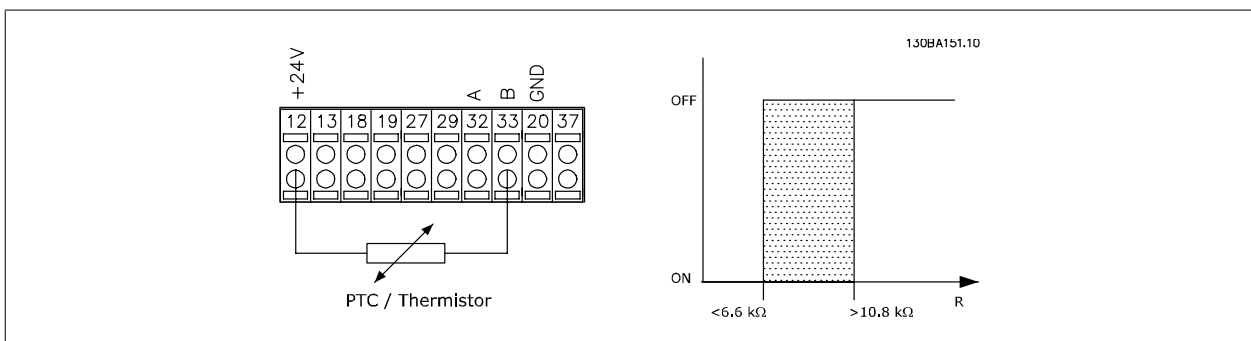 130BA151.10
+24V
A
B
GND
12 13 18 19 27 29 32 33 20 37
PTC / Thermistor
OFF
ON
<6.6 kΩ
>10.8 kΩ
R